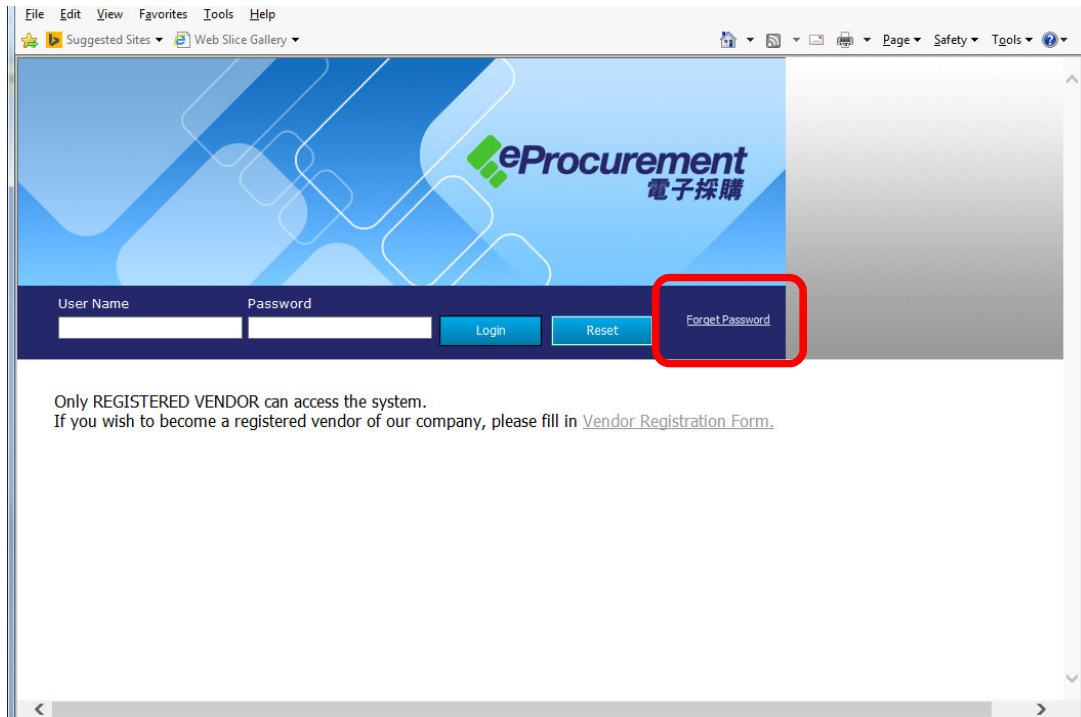 File Edit View Favorites Tools Help
Suggested Sites Web Slice Gallery Page Safety Tools
eProcurement
電子採購
User Name Password
Login Reset Forget Password
Only REGISTERED VENDOR can access the system.
If you wish to become a registered vendor of our company, please fill in Vendor Registration Form.